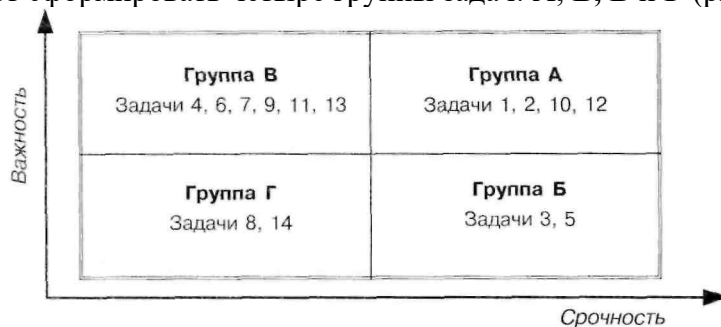 Группа В
Группа А
Задачи 4, 6, 7, 9, 11, 13
Задачи 1, 2, 10, 12
Важность
Группа Г
Группа Б
Задачи 8, 14
Задачи 3, 5
Срочность